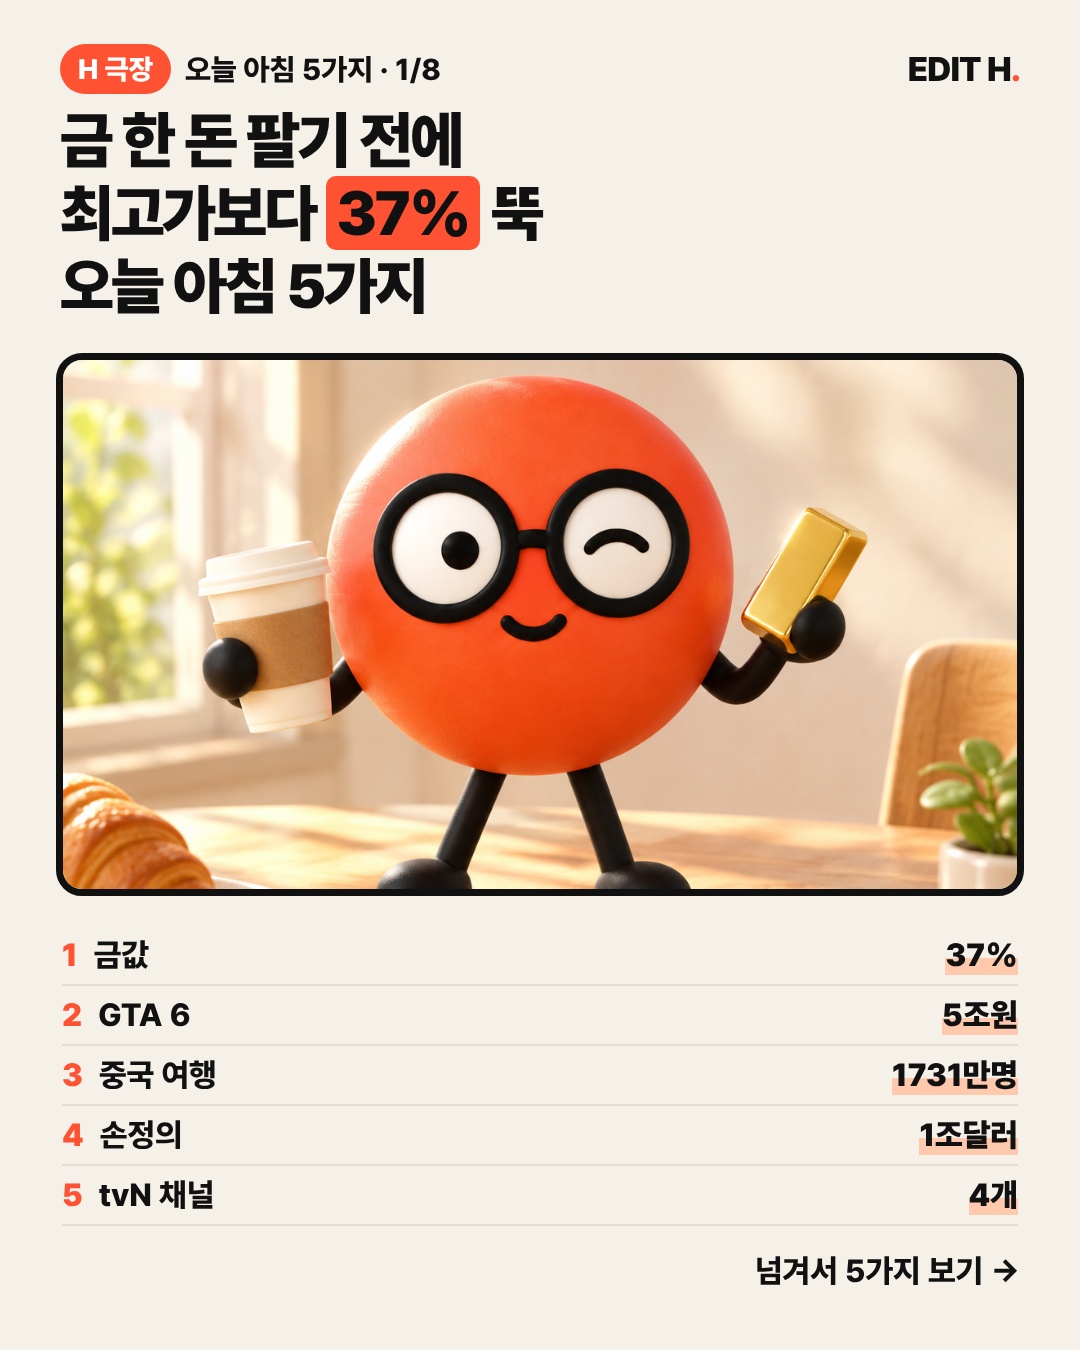 H 극장 오늘 아침 5가지 · 1/8
EDIT H.
금 한 돈 팔기 전에
최고가보다 37% 뚝
오늘 아침 5가지
1 금값 37%
2 GTA 6 5조원
3 중국 여행 1731만명
4 손정의 1조달러
5 tvN 채널 4개
넘겨서 5가지 보기 →